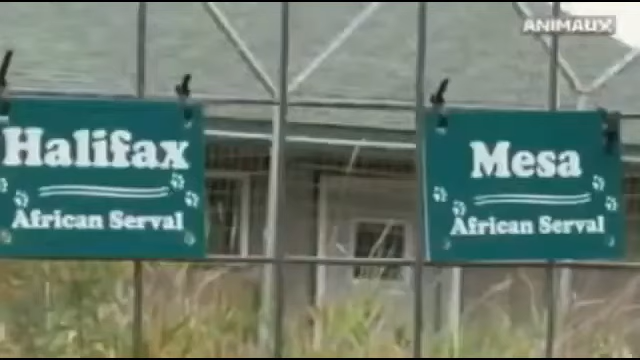 ANIMAUX
Halifax
African Serval
Mesa
African Serval